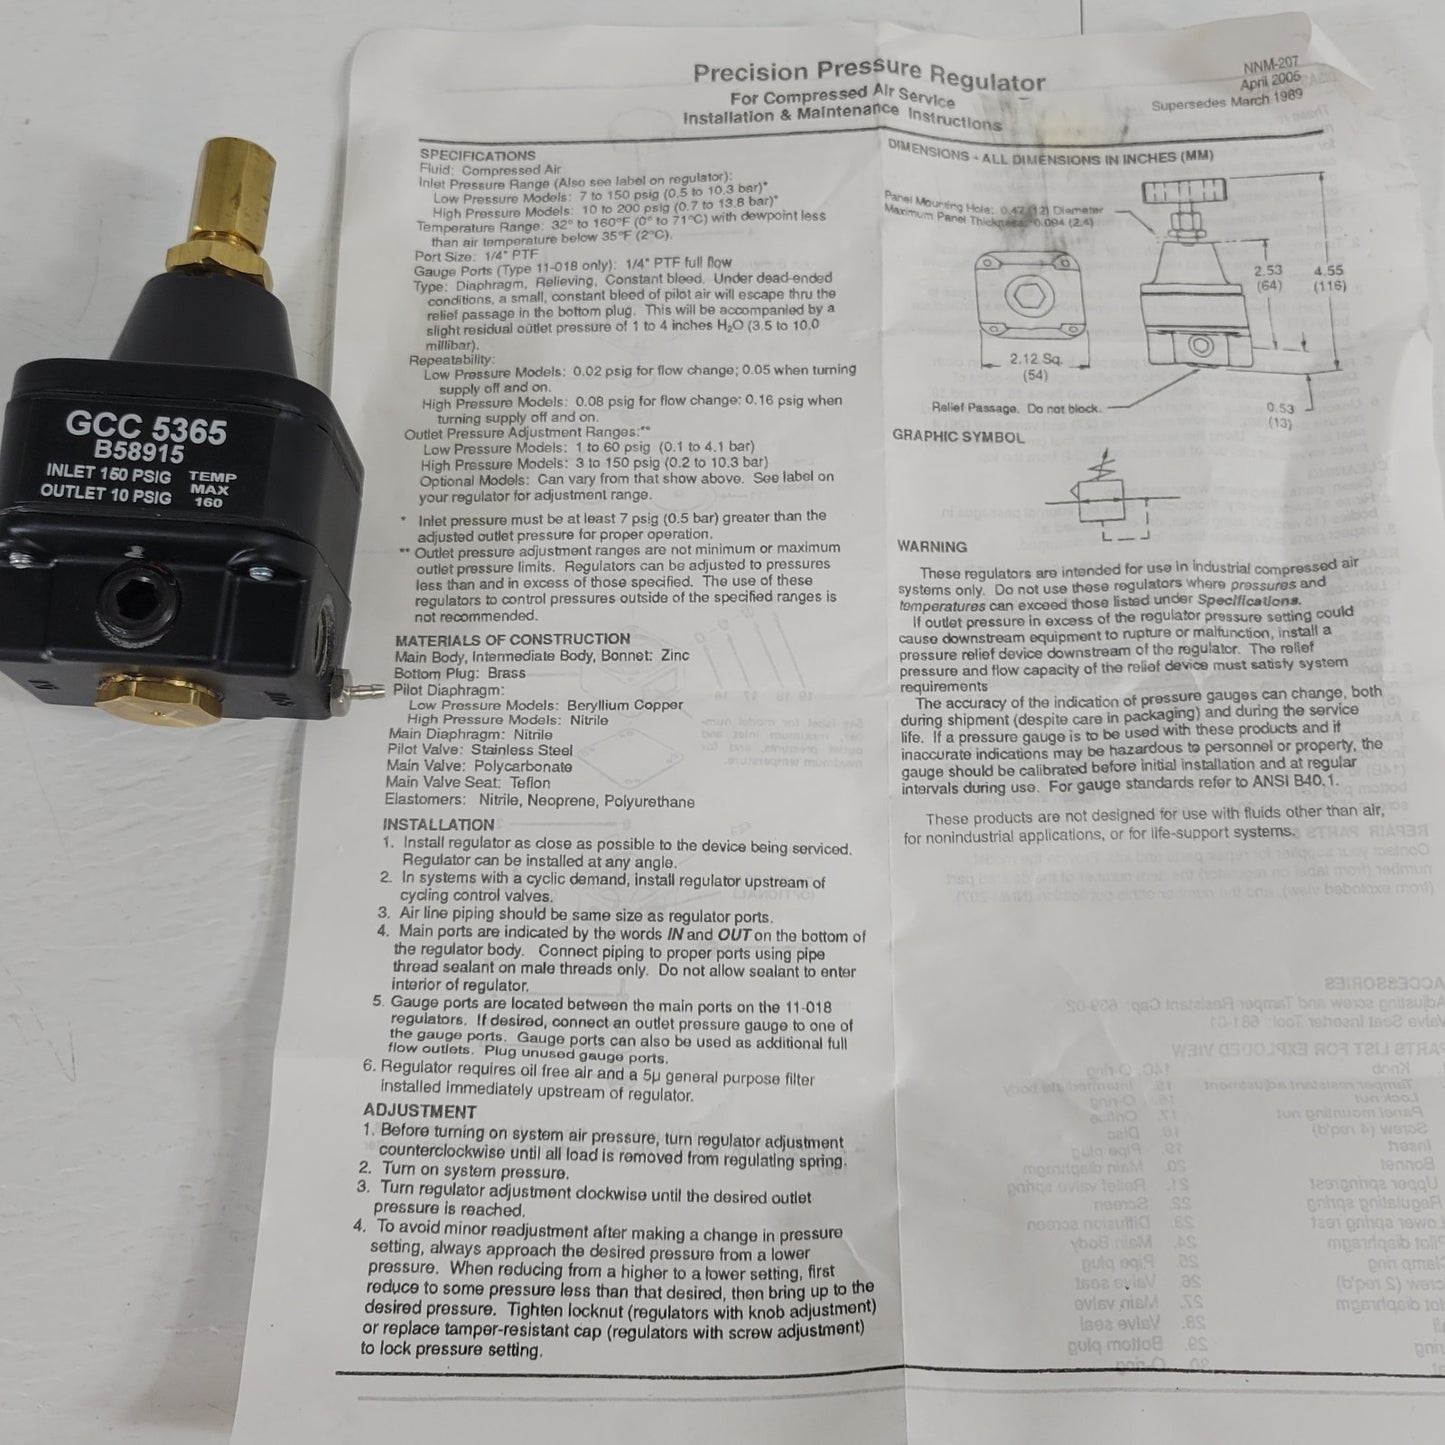 GCC 5365
B58915
INLET 150 PSIG TEMP
OUTLET 10 PSIG MAX
160
Precision Pressure Regulator
For Compressed Air Service
Installation & Maintenance Instructions
NNM-207
Supersedes March 1989
SPECIFICATIONS
Fluid: Compressed Air
Inlet Pressure Range (Also see label on regulator):
Low Pressure Models: 7 to 150 psig (0.5 to 10.3 bar)*
High Pressure Models: 10 to 200 psig (0.7 to 13.8 bar)*
Temperature Range: 32° to 160°F (0° to 71°C) with dewpoint less
than air temperature below 35°F (2°C).
Port Size: 1/4" PTF
Gauge Ports (Type 11-018 only): 1/4" PTF full flow
Type: Diaphragm, Relieving, Constant bleed. Under dead-ended
conditions, a small, constant bleed of pilot air will escape thru the
relief passage in the bottom plug. This will be accompanied by a
slight residual outlet pressure of 1 to 4 inches H₂O (3.5 to 10.0
millibar).
Repeatability:
Low Pressure Models: 0.02 psig for flow change; 0.05 when turning
supply off and on.
High Pressure Models: 0.08 psig for flow change: 0.16 psig when
turning supply off and on.
Outlet Pressure Adjustment Ranges:**
Low Pressure Models: 1 to 60 psig (0.1 to 4.1 bar)
High Pressure Models: 3 to 150 psig (0.2 to 10.3 bar)
Optional Models: Can vary from that show above. See label on
your regulator for adjustment range.
* Inlet pressure must be at least 7 psig (0.5 bar) greater than the
adjusted outlet pressure for proper operation.
** Outlet pressure adjustment ranges are not minimum or maximum
outlet pressure limits. Regulators can be adjusted to pressures
less than and in excess of those specified. The use of these
regulators to control pressures outside of the specified ranges is
not recommended.
MATERIALS OF CONSTRUCTION
Main Body, Intermediate Body, Bonnet: Zinc
Bottom Plug: Brass
Pilot Diaphragm:
Low Pressure Models: Beryllium Copper
High Pressure Models: Nitrile
Main Diaphragm: Nitrile
Pilot Valve: Stainless Steel
Main Valve: Polycarbonate
Main Valve Seat: Teflon
Elastomers: Nitrile, Neoprene, Polyurethane
INSTALLATION
1. Install regulator as close as possible to the device being serviced.
Regulator can be installed at any angle.
2. In systems with a cyclic demand, install regulator upstream of
cycling control valves.
3. Air line piping should be same size as regulator ports.
4. Main ports are indicated by the words IN and OUT on the bottom of
the regulator body. Connect piping to proper ports using pipe
thread sealant on male threads only. Do not allow sealant to enter
interior of regulator.
5. Gauge ports are located between the main ports on the 11-018
regulators. If desired, connect an outlet pressure gauge to one of
the gauge ports. Gauge ports can also be used as additional full
flow outlets. Plug unused gauge ports.
6. Regulator requires oil free air and a 5µ general purpose filter
installed immediately upstream of regulator.
ADJUSTMENT
1. Before turning on system air pressure, turn regulator adjustment
counterclockwise until all load is removed from regulating spring.
2. Turn on system pressure.
3. Turn regulator adjustment clockwise until the desired outlet
pressure is reached.
4. To avoid minor readjustment after making a change in pressure
setting, always approach the desired pressure from a lower
pressure. When reducing from a higher to a lower setting, first
reduce to some pressure less than that desired, then bring up to the
desired pressure. Tighten locknut (regulators with knob adjustment)
or replace tamper-resistant cap (regulators with screw adjustment)
to lock pressure setting.
DIMENSIONS - ALL DIMENSIONS IN INCHES (MM)
Panel Mounting Hole: 0.47 (12) Diameter
Maximum Panel Thickness: 0.094 (2.4)
2.53
(64)
4.55
(116)
2.12 Sq.
(54)
Relief Passage. Do not block.
0.53
(13)
GRAPHIC SYMBOL
WARNING
These regulators are intended for use in industrial compressed air
systems only. Do not use these regulators where pressures and
temperatures can exceed those listed under Specifications.
If outlet pressure in excess of the regulator pressure setting could
cause downstream equipment to rupture or malfunction, install a
pressure relief device downstream of the regulator. The relief
pressure and flow capacity of the relief device must satisfy system
requirements
The accuracy of the indication of pressure gauges can change, both
during shipment (despite care in packaging) and during the service
life. If a pressure gauge is to be used with these products and if
inaccurate indications may be hazardous to personnel or property, the
gauge should be calibrated before initial installation and at regular
intervals during use. For gauge standards refer to ANSI B40.1.
These products are not designed for use with fluids other than air,
for nonindustrial applications, or for life-support systems.